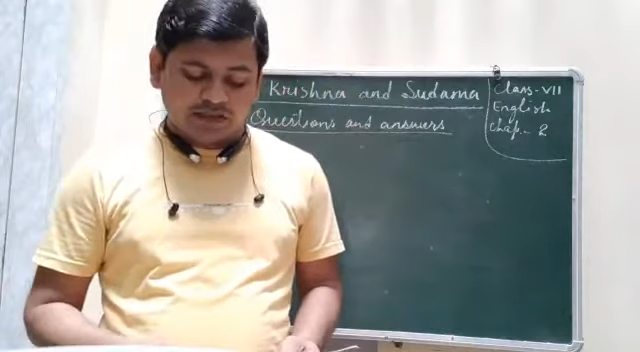 Krishna and Sudama
Questions and answers
Class-VII
English
Chap. - 2